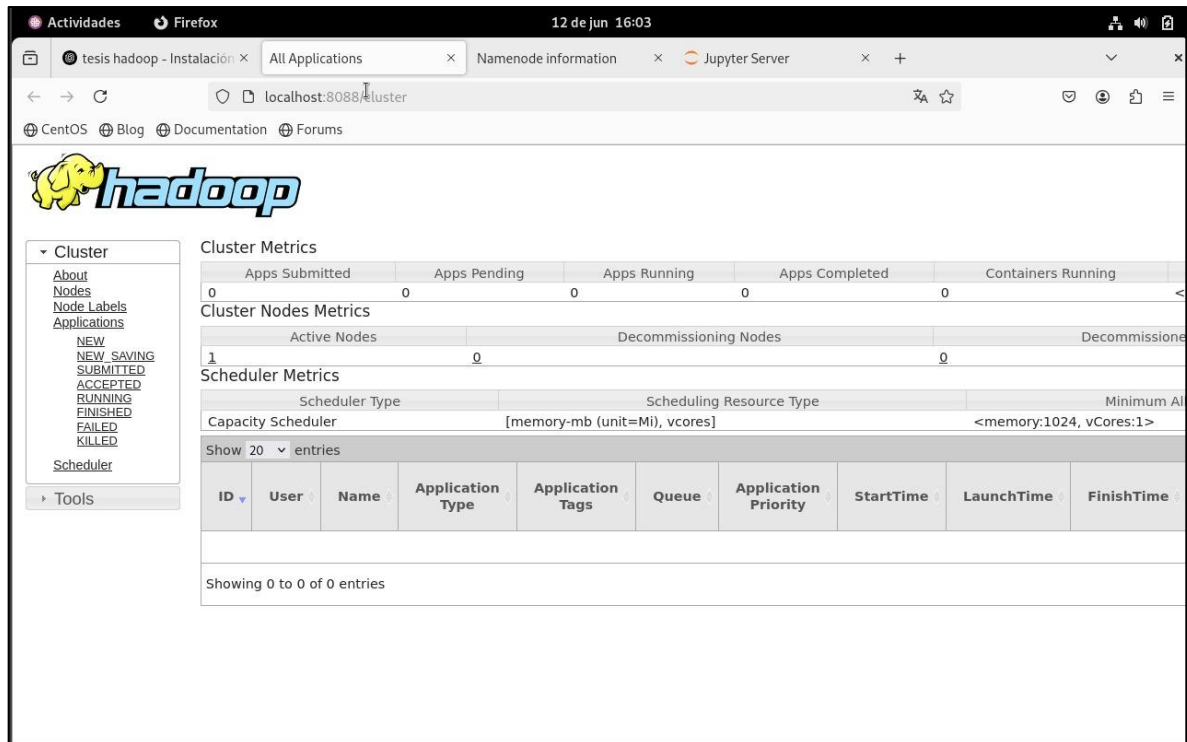 Actividades Firefox 12 de jun 16:03
tesis hadoop - Instalación All Applications Namenode information Jupyter Server
localhost:8088/cluster
CentOS Blog Documentation Forums
hadoop
Cluster
About
Nodes
Node Labels
Applications
NEW
NEW_SAVING
SUBMITTED
ACCEPTED
RUNNING
FINISHED
FAILED
KILLED
Scheduler
Tools
Cluster Metrics
Apps Submitted Apps Pending Apps Running Apps Completed Containers Running
0 0 0 0 0 <
Cluster Nodes Metrics
Active Nodes Decommissioning Nodes Decommissione
1 0 0
Scheduler Metrics
Scheduler Type Scheduling Resource Type Minimum All
Capacity Scheduler [memory-mb (unit=Mi), vcores] <memory:1024, vCores:1>
Show 20 entries
ID User Name Application Type Application Tags Queue Application Priority StartTime LaunchTime FinishTime
Showing 0 to 0 of 0 entries